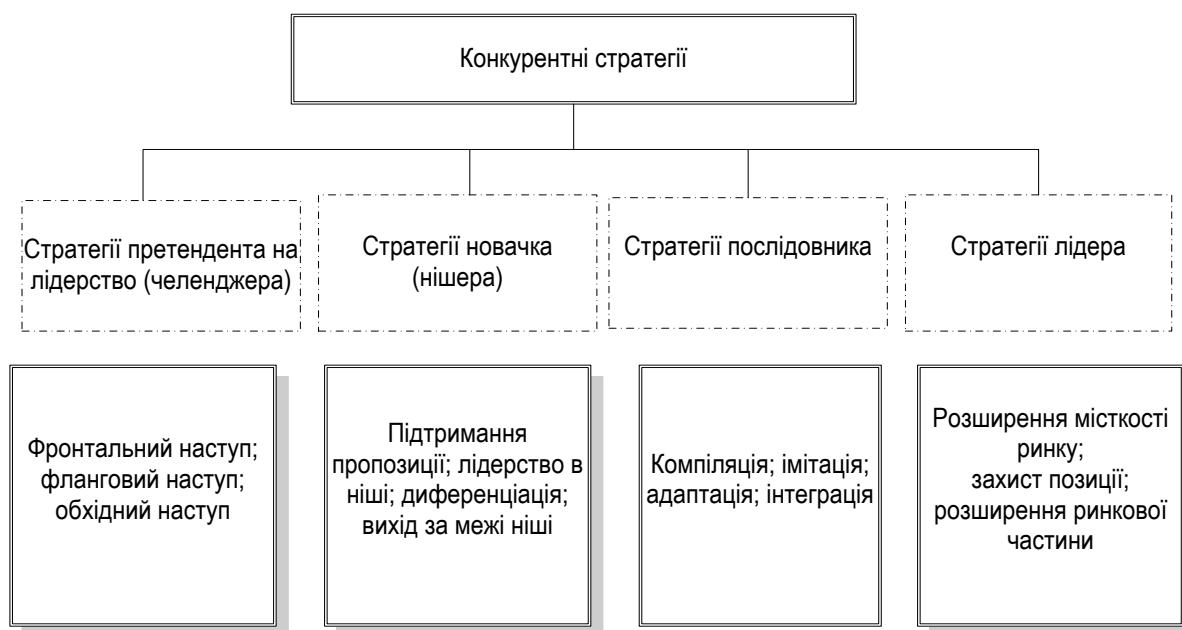 Конкурентні стратегії
Стратегії претендента на
лідерство (челенджера)
Стратегії новачка
(нішера)
Стратегії послідовника
Стратегії лідера
Фронтальний наступ;
фланговий наступ;
обхідний наступ
Підтримання
пропозиції; лідерство в
ніші; диференціація;
вихід за межі ніші
Компіляція; імітація;
адаптація; інтеграція
Розширення місткості
ринку;
захист позиції;
розширення ринкової
частини